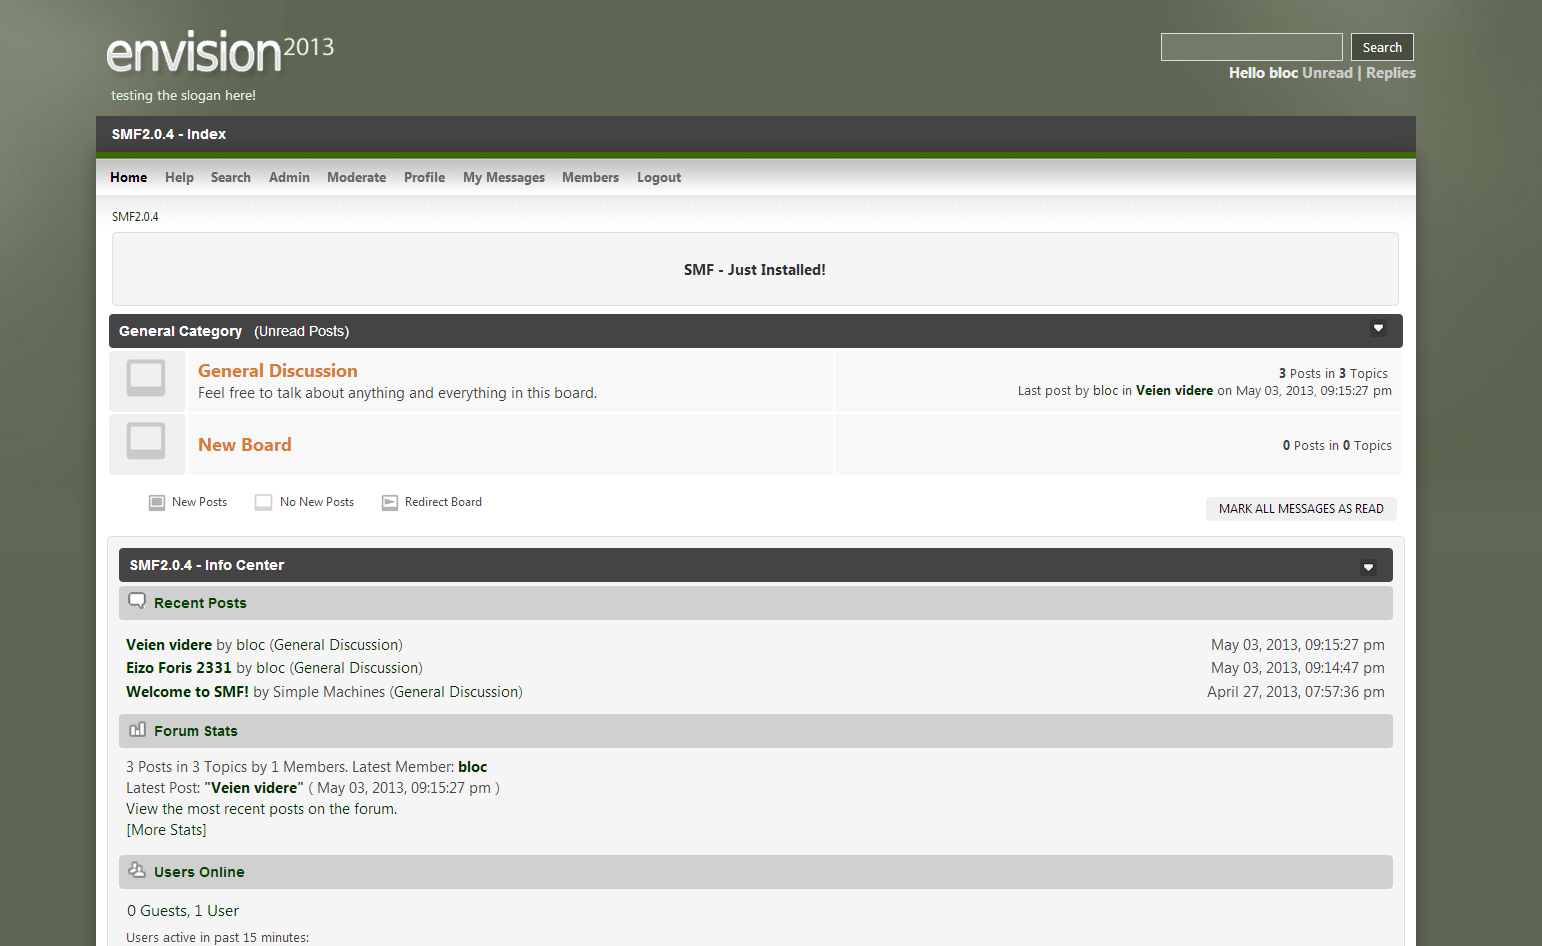 envision2013
testing the slogan here!
Search
Hello bloc Unread | Replies
SMF2.0.4 - Index
Home Help Search Admin Moderate Profile My Messages Members Logout
SMF2.0.4
SMF - Just Installed!
General Category (Unread Posts)
General Discussion
Feel free to talk about anything and everything in this board.
3 Posts in 3 Topics
Last post by bloc in Veien videre on May 03, 2013, 09:15:27 pm
New Board
0 Posts in 0 Topics
New Posts No New Posts Redirect Board
MARK ALL MESSAGES AS READ
SMF2.0.4 - Info Center
Recent Posts
Veien videre by bloc (General Discussion) May 03, 2013, 09:15:27 pm
Eizo Foris 2331 by bloc (General Discussion) May 03, 2013, 09:14:47 pm
Welcome to SMF! by Simple Machines (General Discussion) April 27, 2013, 07:57:36 pm
Forum Stats
3 Posts in 3 Topics by 1 Members. Latest Member: bloc
Latest Post: "Veien videre" ( May 03, 2013, 09:15:27 pm )
View the most recent posts on the forum.
[More Stats]
Users Online
0 Guests, 1 User
Users active in past 15 minutes: